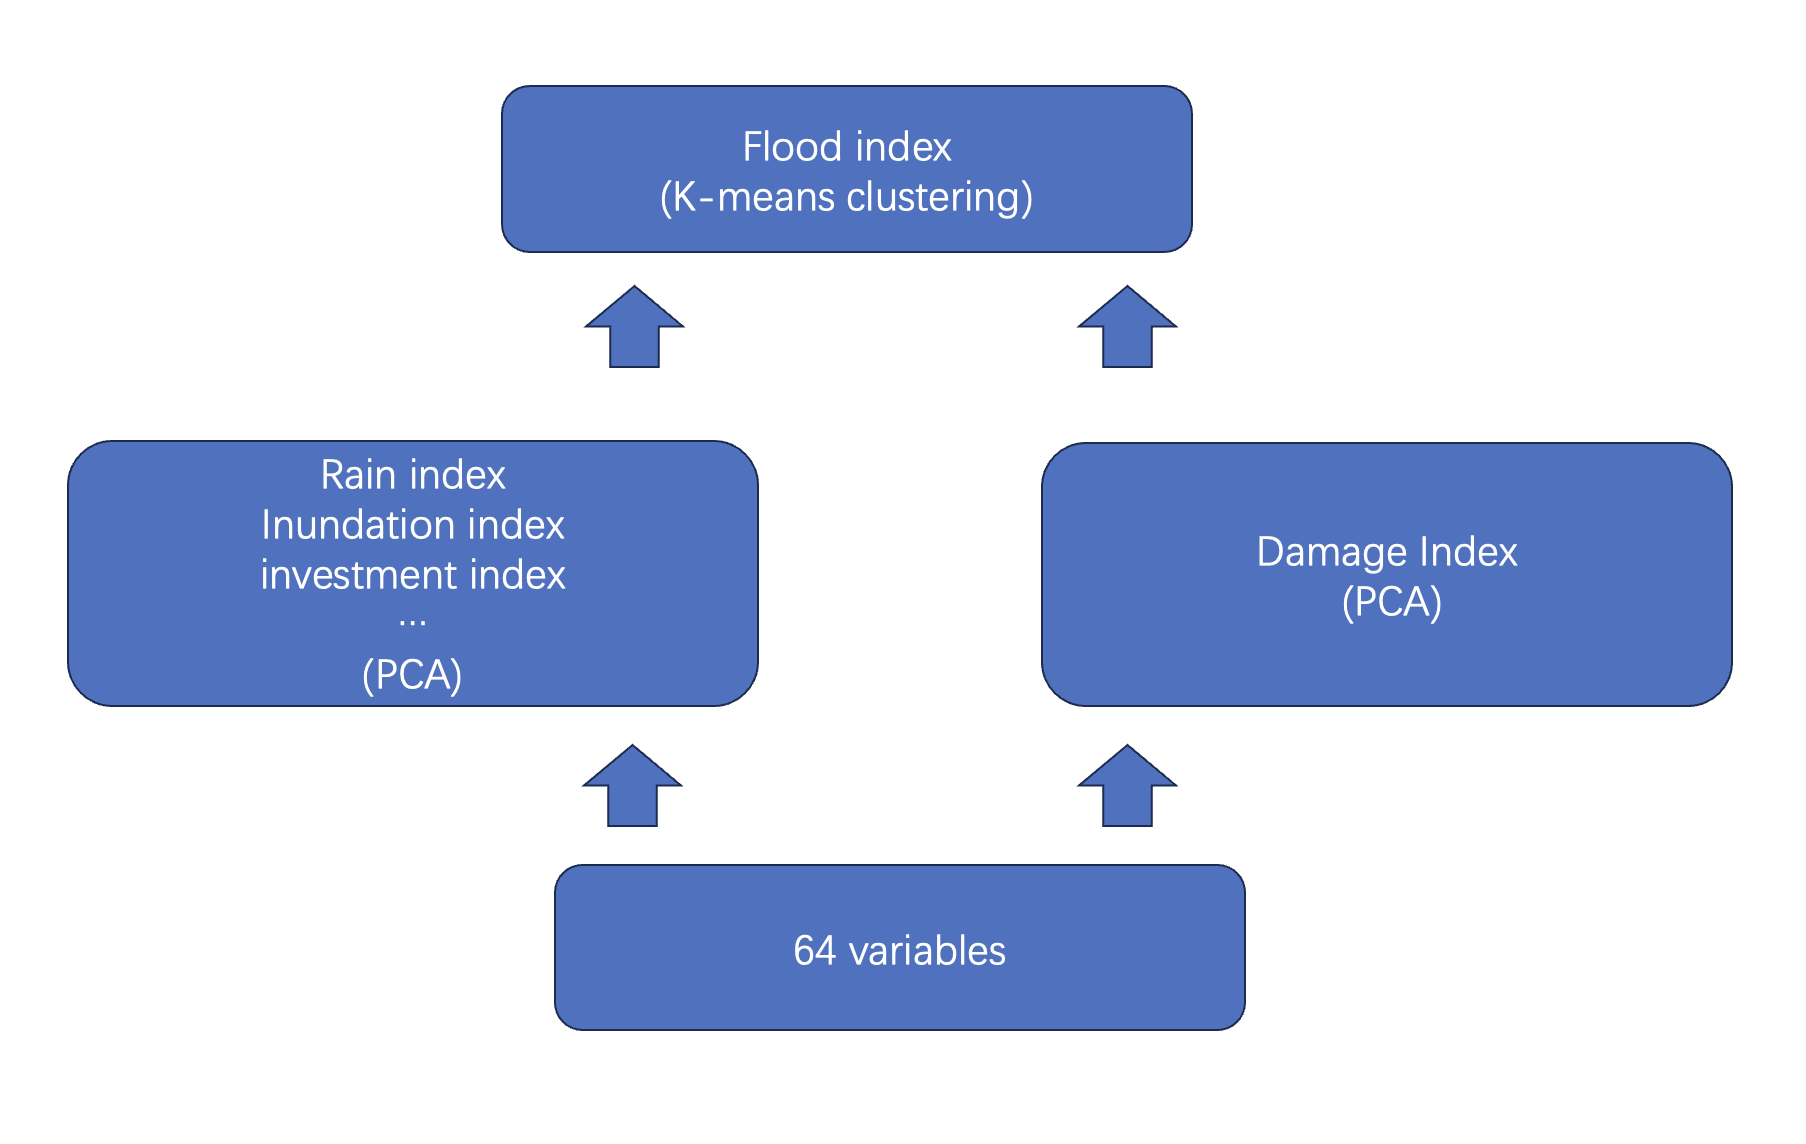 Flood index
(K-means clustering)
Rain index
Inundation index
investment index
...
(PCA)
Damage Index
(PCA)
64 variables